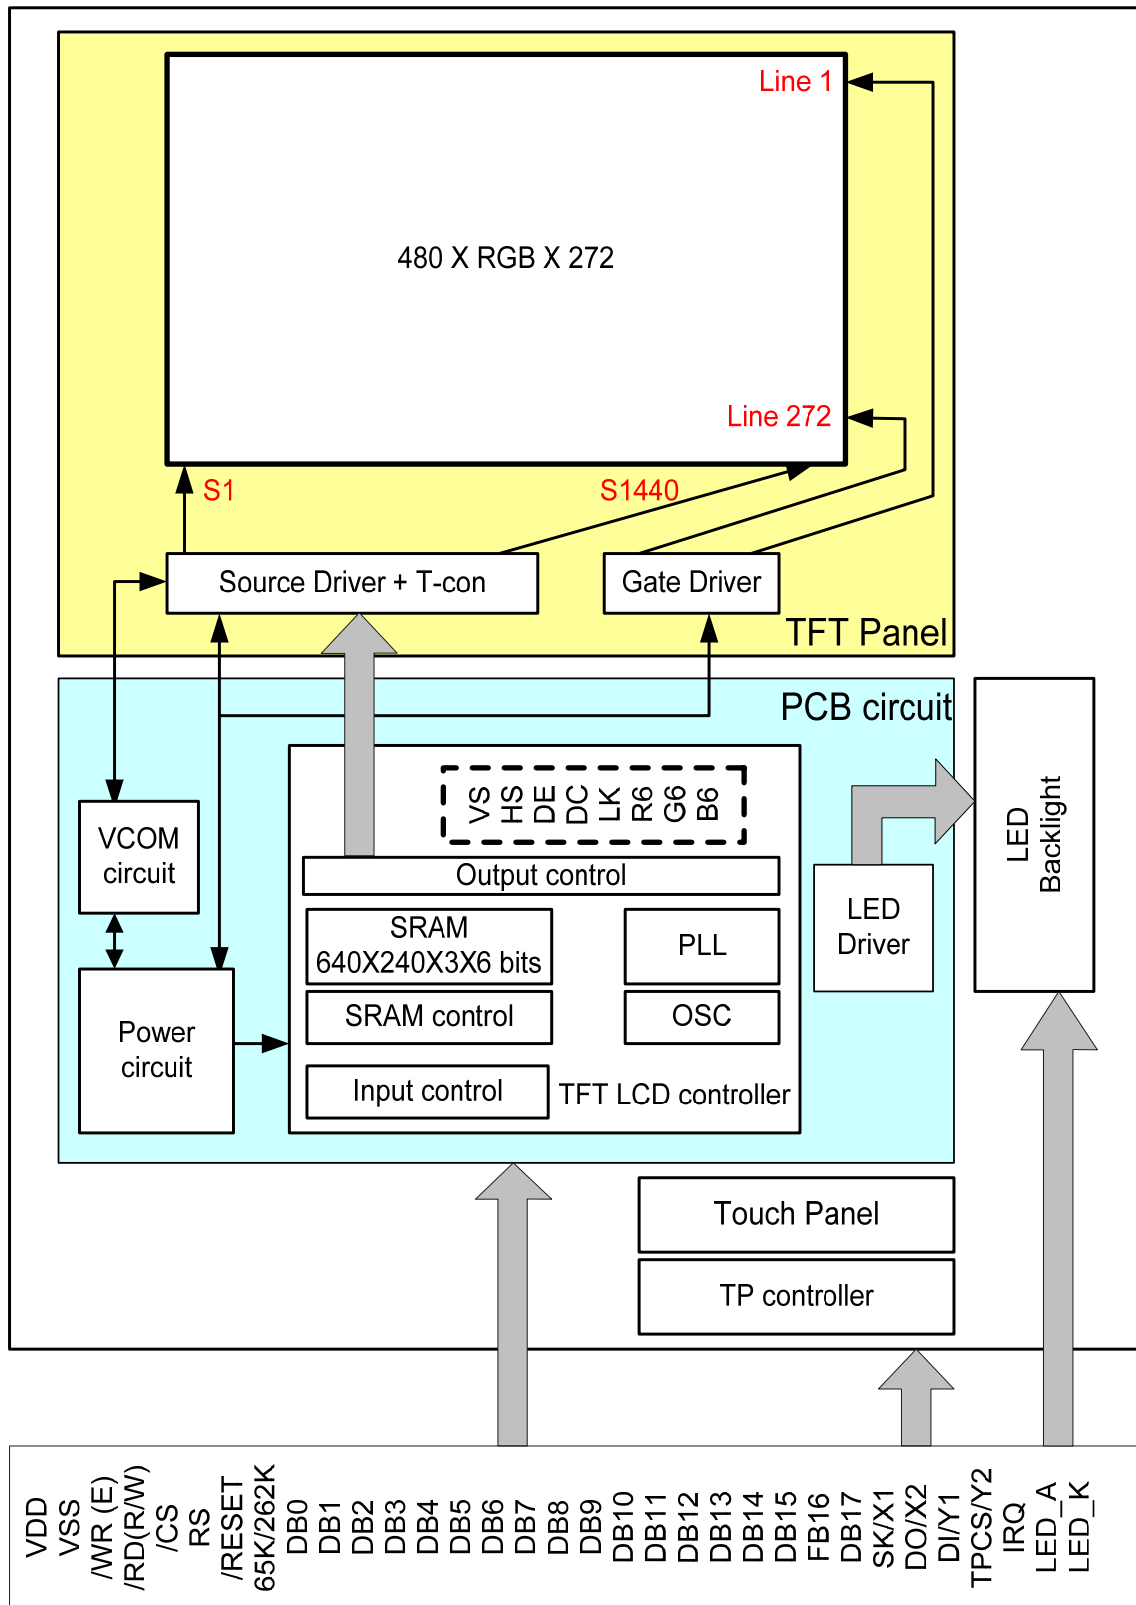 Line 1
480 X RGB X 272
Line 272
S1
S1440
Source Driver + T-con
Gate Driver
TFT Panel
PCB circuit
VS
HS
DE
DC
LK
R6
G6
B6
LED
Backlight
VCOM
circuit
Output control
LED
Driver
SRAM
640X240X3X6 bits
PLL
SRAM control
OSC
Power
circuit
Input control
TFT LCD controller
Touch Panel
TP controller
VDD
VSS
/WR (E)
/RD(R/W)
/CS
RS
/RESET
65K/262K
DB0
DB1
DB2
DB3
DB4
DB5
DB6
DB7
DB8
DB9
DB10
DB11
DB12
DB13
DB14
DB15
FB16
DB17
SK/X1
DO/X2
DI/Y1
TPCS/Y2
IRQ
LED_A
LED_K